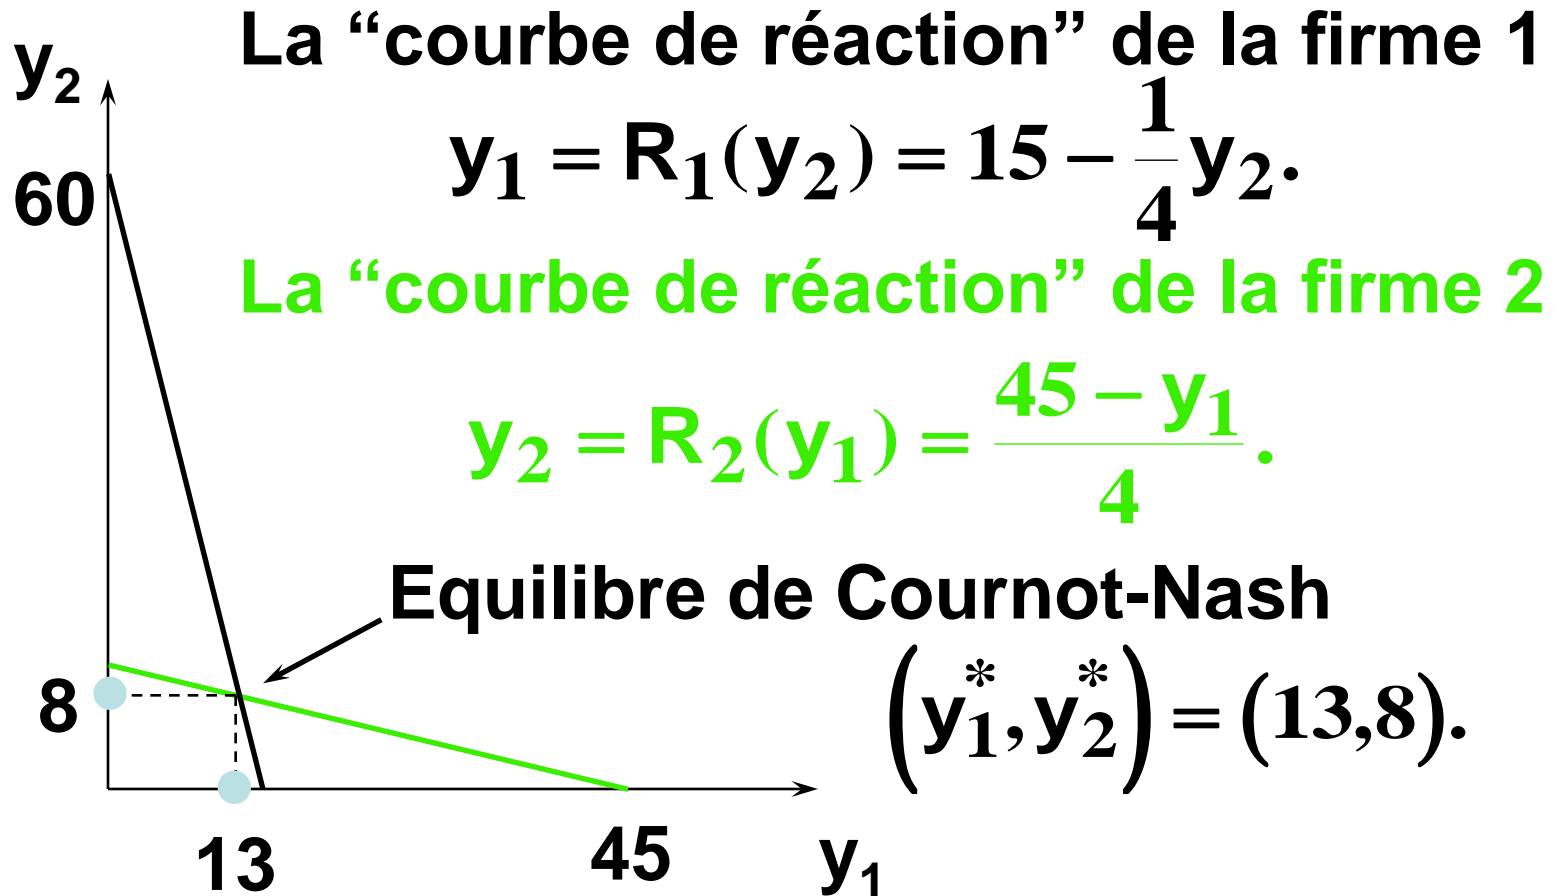 La “courbe de réaction” de la firme 1
y₂
y₁ = R₁(y₂) = 15 − 1/4 y₂.
60
La “courbe de réaction” de la firme 2
y₂ = R₂(y₁) = (45 − y₁)/4.
Equilibre de Cournot-Nash
8
(y₁*, y₂*) = (13,8).
13
45
y₁